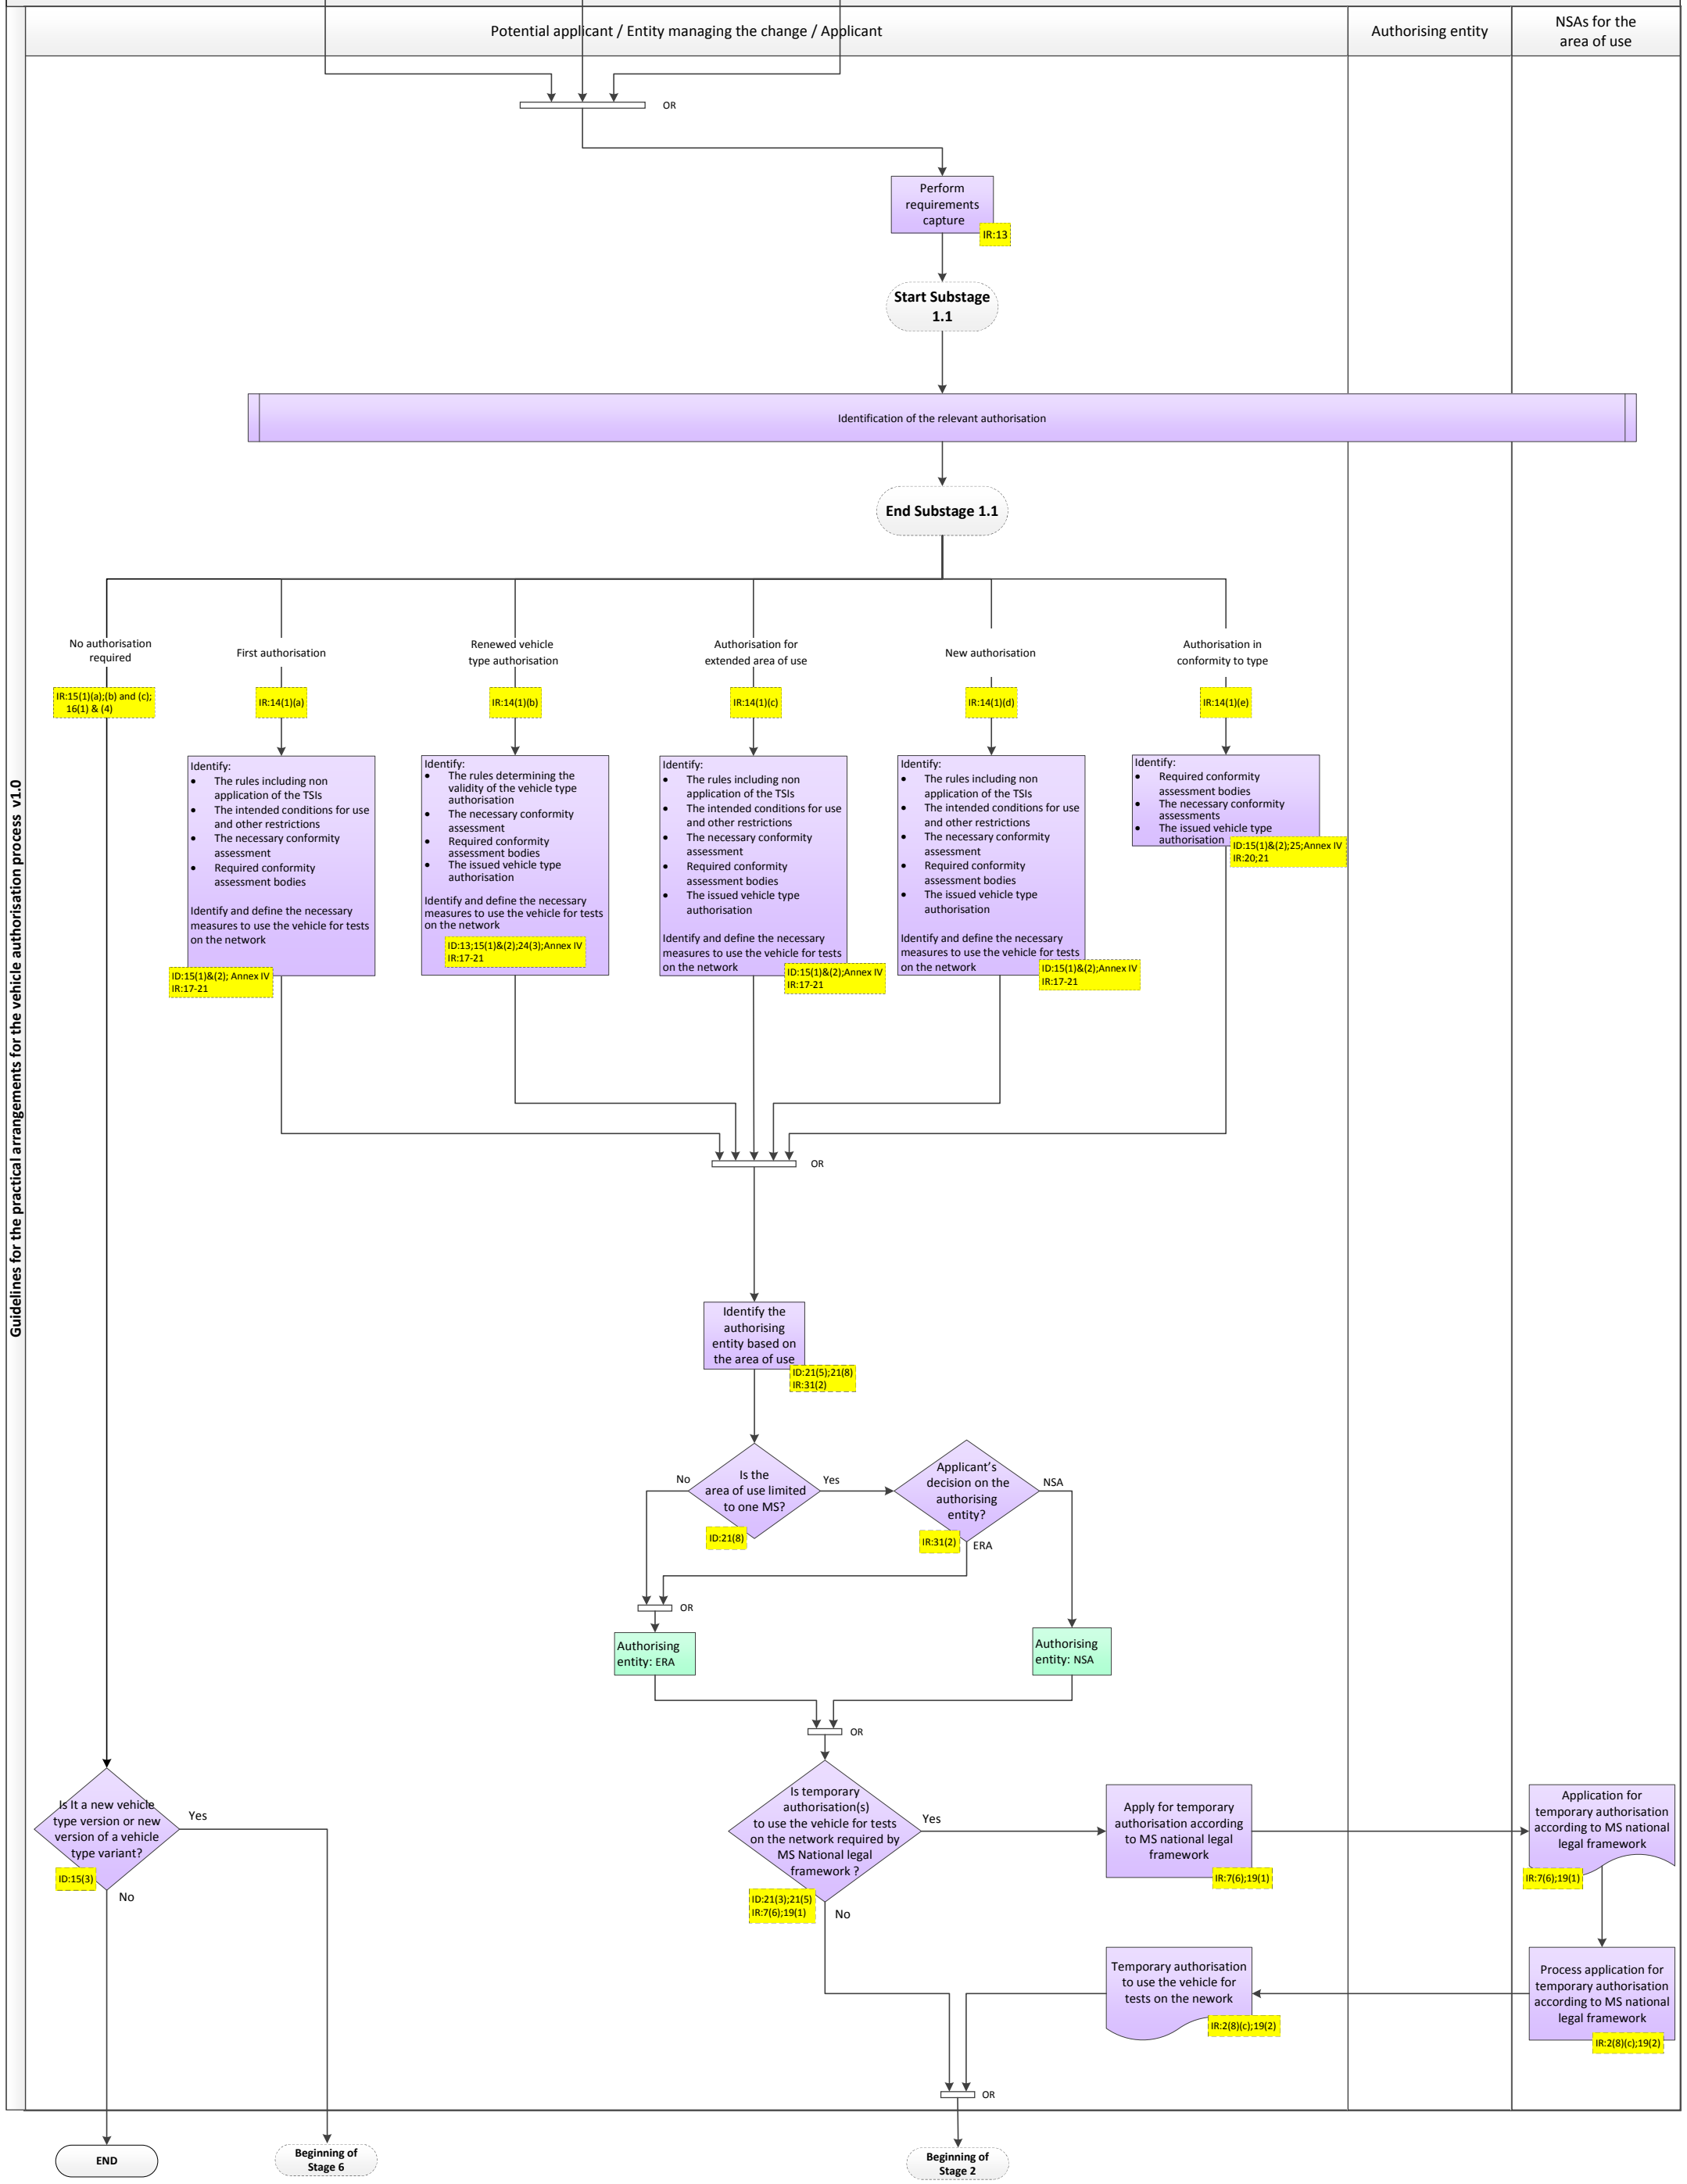 Guidelines for the practical arrangements for the vehicle authorisation process v1.0
Potential applicant / Entity managing the change / Applicant
Authorising entity
NSAs for the
area of use
OR
Perform
requirements
capture
IR:13
Start Substage
1.1
Identification of the relevant authorisation
End Substage 1.1
No authorisation
required
IR:15(1)(a);(b) and (c);
16(1) & (4)
First authorisation
IR:14(1)(a)
Renewed vehicle
type authorisation
IR:14(1)(b)
Authorisation for
extended area of use
IR:14(1)(c)
New authorisation
IR:14(1)(d)
Authorisation in
conformity to type
IR:14(1)(e)
Identify:
• The rules including non
application of the TSIs
• The intended conditions for use
and other restrictions
• The necessary conformity
assessment
• Required conformity
assessment bodies
Identify and define the necessary
measures to use the vehicle for tests
on the network
ID:15(1)&(2); Annex IV
IR:17-21
Identify:
• The rules determining the
validity of the vehicle type
authorisation
• The necessary conformity
assessment
• Required conformity
assessment bodies
• The issued vehicle type
authorisation
Identify and define the necessary
measures to use the vehicle for tests
on the network
ID:13;15(1)&(2);24(3);Annex IV
IR:17-21
Identify:
• The rules including non
application of the TSIs
• The intended conditions for use
and other restrictions
• The necessary conformity
assessment
• Required conformity
assessment bodies
• The issued vehicle type
authorisation
Identify and define the necessary
measures to use the vehicle for tests
on the network
ID:15(1)&(2);Annex IV
IR:17-21
Identify:
• The rules including non
application of the TSIs
• The intended conditions for use
and other restrictions
• The necessary conformity
assessment
• Required conformity
assessment bodies
• The issued vehicle type
authorisation
Identify and define the necessary
measures to use the vehicle for tests
on the network
ID:15(1)&(2);Annex IV
IR:17-21
Identify:
• Required conformity
assessment bodies
• The necessary conformity
assessments
• The issued vehicle type
authorisation
ID:15(1)&(2);25;Annex IV
IR:20;21
OR
Identify the
authorising
entity based on
the area of use
ID:21(5);21(8)
IR:31(2)
Is the
area of use limited
to one MS?
No
Yes
ID:21(8)
Applicant's
decision on the
authorising
entity?
NSA
IR:31(2)
ERA
OR
Authorising
entity: ERA
Authorising
entity: NSA
OR
Is It a new vehicle
type version or new
version of a vehicle
type variant?
Yes
ID:15(3)
No
Is temporary
authorisation(s)
to use the vehicle for tests
on the network required by
MS National legal
framework ?
Yes
ID:21(3);21(5)
IR:7(6);19(1)
No
Apply for temporary
authorisation according
to MS national legal
framework
IR:7(6);19(1)
Application for
temporary authorisation
according to MS national
legal framework
IR:7(6);19(1)
Temporary authorisation
to use the vehicle for
tests on the nework
IR:2(8)(c);19(2)
Process application for
temporary authorisation
according to MS national
legal framework
IR:2(8)(c);19(2)
OR
END
Beginning of
Stage 6
Beginning of
Stage 2